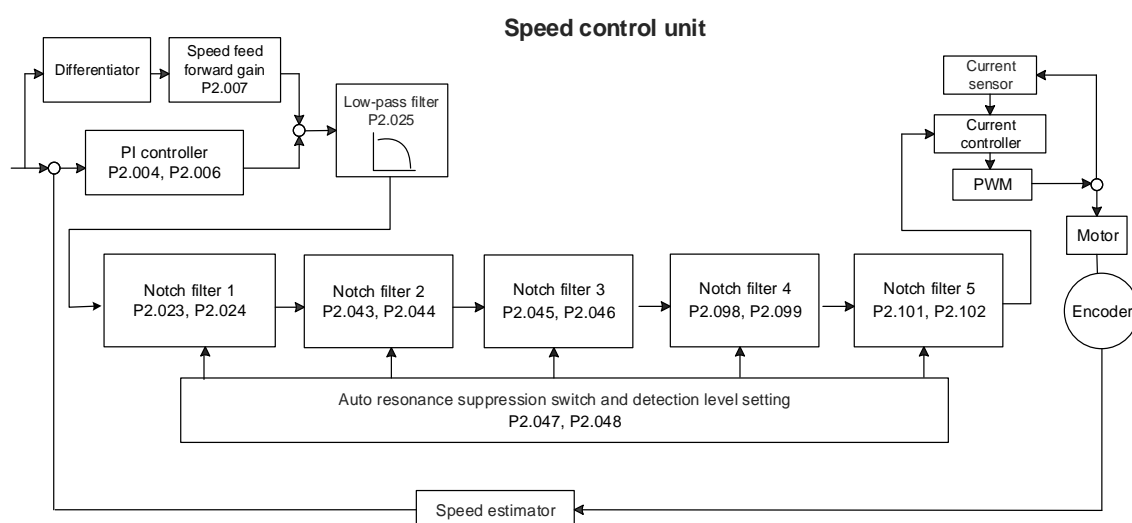 Speed control unit
Differentiator
Speed feed
forward gain
P2.007
Low-pass filter
P2.025
PI controller
P2.004, P2.006
Current
sensor
Current
controller
PWM
Motor
Encoder
Notch filter 1
P2.023, P2.024
Notch filter 2
P2.043, P2.044
Notch filter 3
P2.045, P2.046
Notch filter 4
P2.098, P2.099
Notch filter 5
P2.101, P2.102
Auto resonance suppression switch and detection level setting
P2.047, P2.048
Speed estimator